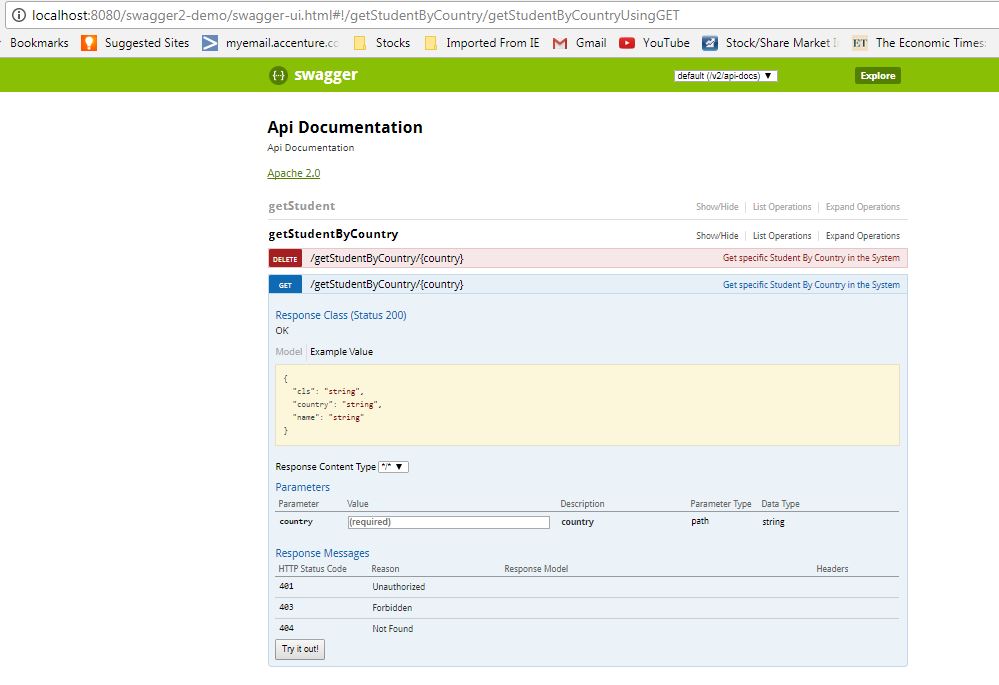 localhost:8080/swagger2-demo/swagger-ui.html#!/getStudentByCountry/getStudentByCountryUsingGET
Bookmarks Suggested Sites myemail.accenture.co Stocks Imported From IE Gmail YouTube Stock/Share Market I ET The Economic Times:
{··} swagger default (/v2/api-docs) ▼ Explore
Api Documentation
Api Documentation
Apache 2.0
getStudent Show/Hide List Operations Expand Operations
getStudentByCountry Show/Hide List Operations Expand Operations
DELETE /getStudentByCountry/{country} Get specific Student By Country in the System
GET /getStudentByCountry/{country} Get specific Student By Country in the System
Response Class (Status 200)
OK
Model Example Value
{
"cls": "string",
"country": "string",
"name": "string"
}
Response Content Type */* ▼
Parameters
Parameter Value Description Parameter Type Data Type
country (required) country path string
Response Messages
HTTP Status Code Reason Response Model Headers
401 Unauthorized
403 Forbidden
404 Not Found
Try it out!